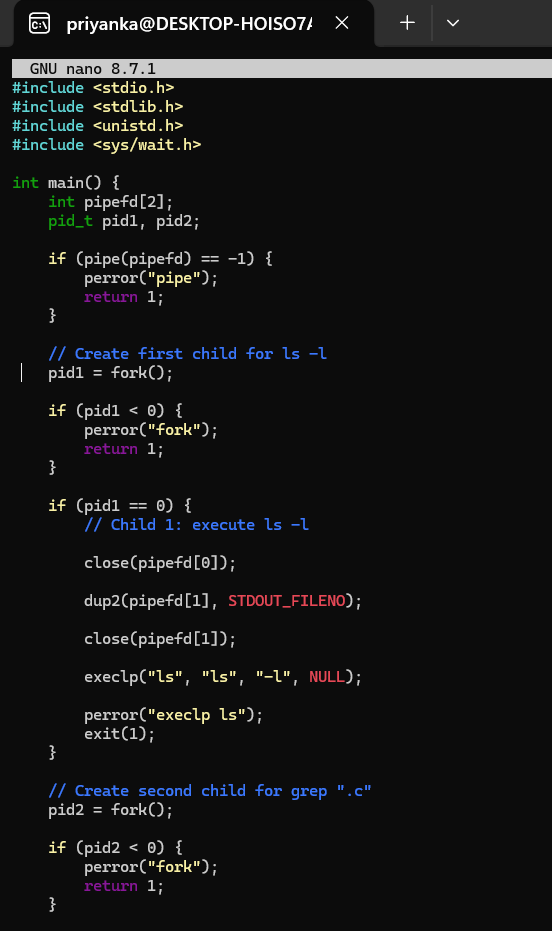 priyanka@DESKTOP-HOISO7A
GNU nano 8.7.1
#include <stdio.h>
#include <stdlib.h>
#include <unistd.h>
#include <sys/wait.h>

int main() {
    int pipefd[2];
    pid_t pid1, pid2;

    if (pipe(pipefd) == -1) {
        perror("pipe");
        return 1;
    }

    // Create first child for ls -l
    pid1 = fork();

    if (pid1 < 0) {
        perror("fork");
        return 1;
    }

    if (pid1 == 0) {
        // Child 1: execute ls -l

        close(pipefd[0]);

        dup2(pipefd[1], STDOUT_FILENO);

        close(pipefd[1]);

        execlp("ls", "ls", "-l", NULL);

        perror("execlp ls");
        exit(1);
    }

    // Create second child for grep ".c"
    pid2 = fork();

    if (pid2 < 0) {
        perror("fork");
        return 1;
    }